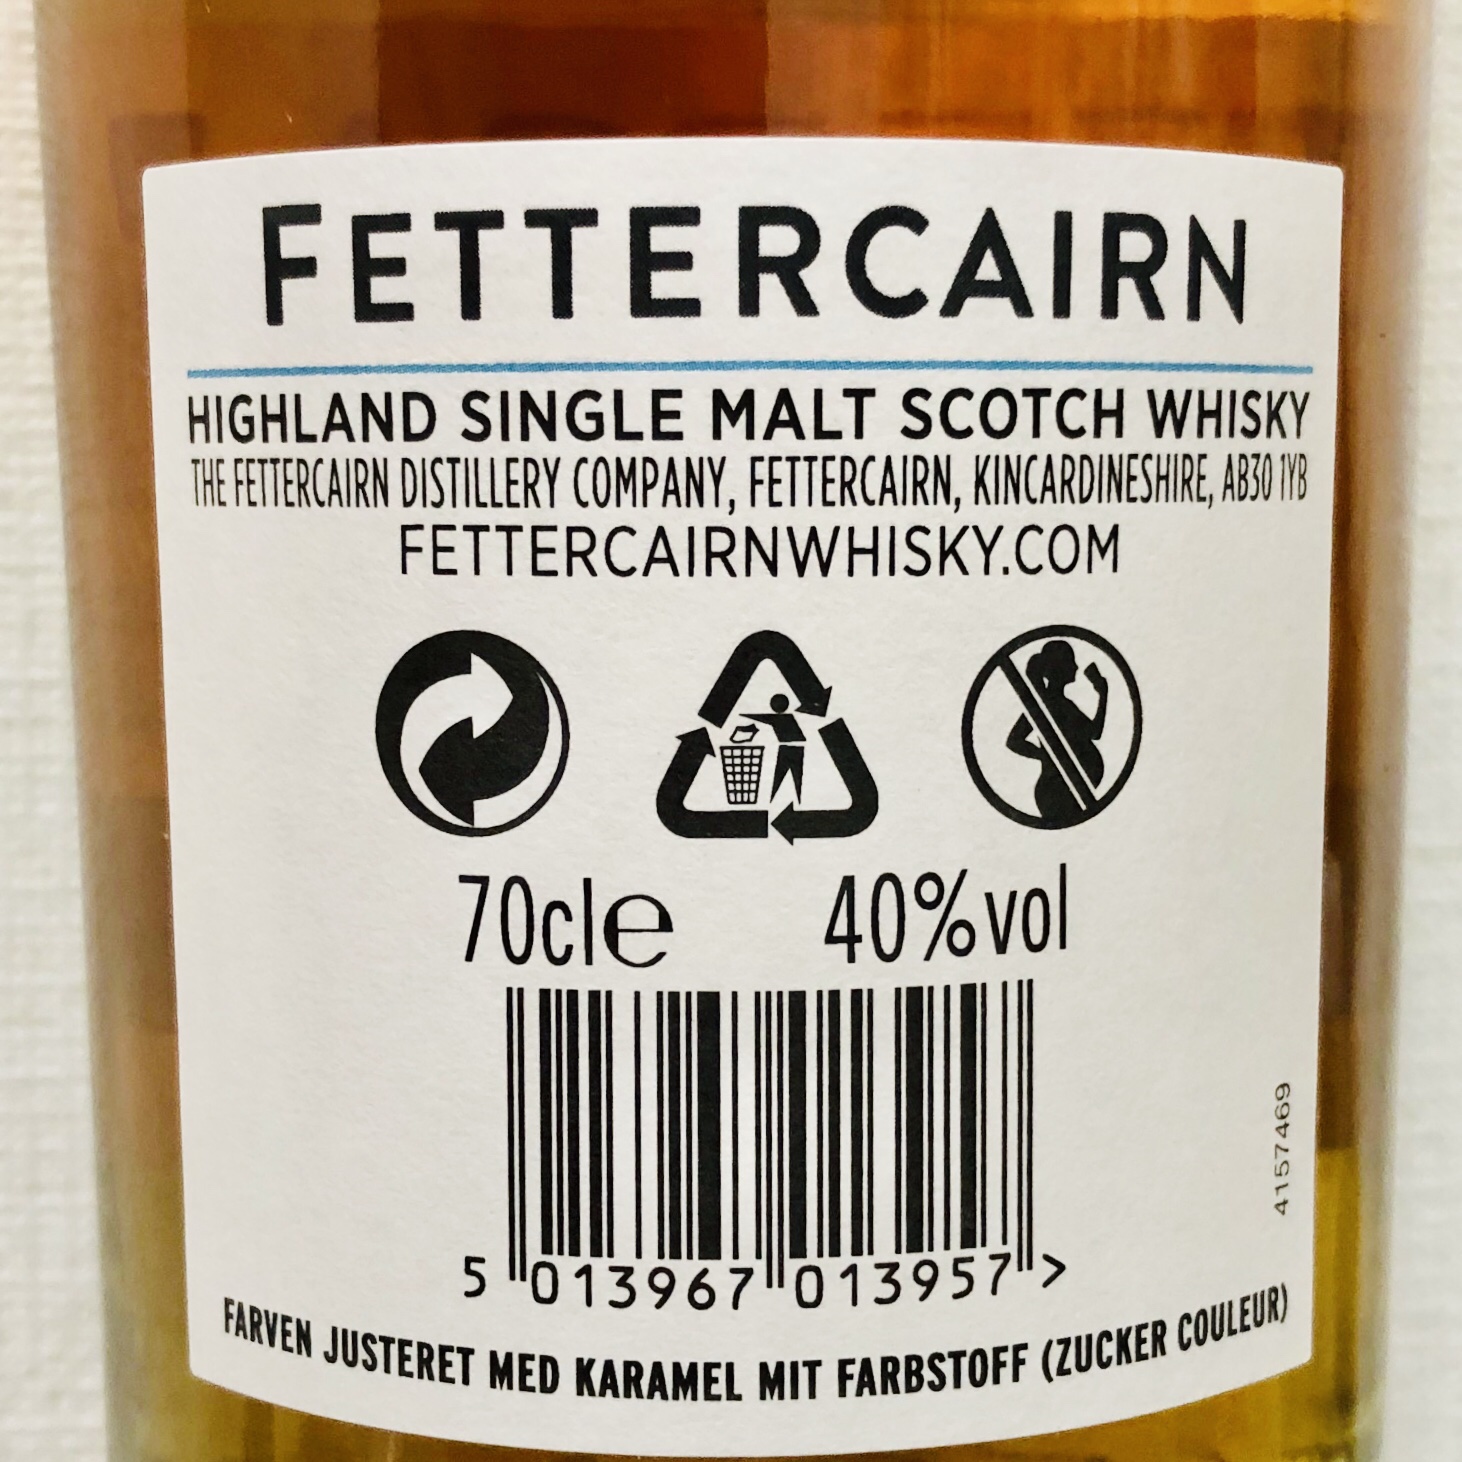 FETTERCAIRN
HIGHLAND SINGLE MALT SCOTCH WHISKY
THE FETTERCAIRN DISTILLERY COMPANY, FETTERCAIRN, KINCARDINESHIRE, AB30 1YB
FETTERCAIRNWHISKY.COM
70cl e 40%vol
4157469
5 013967 013957 >
FARVEN JUSTERET MED KARAMEL MIT FARBSTOFF (ZUCKER COULEUR)